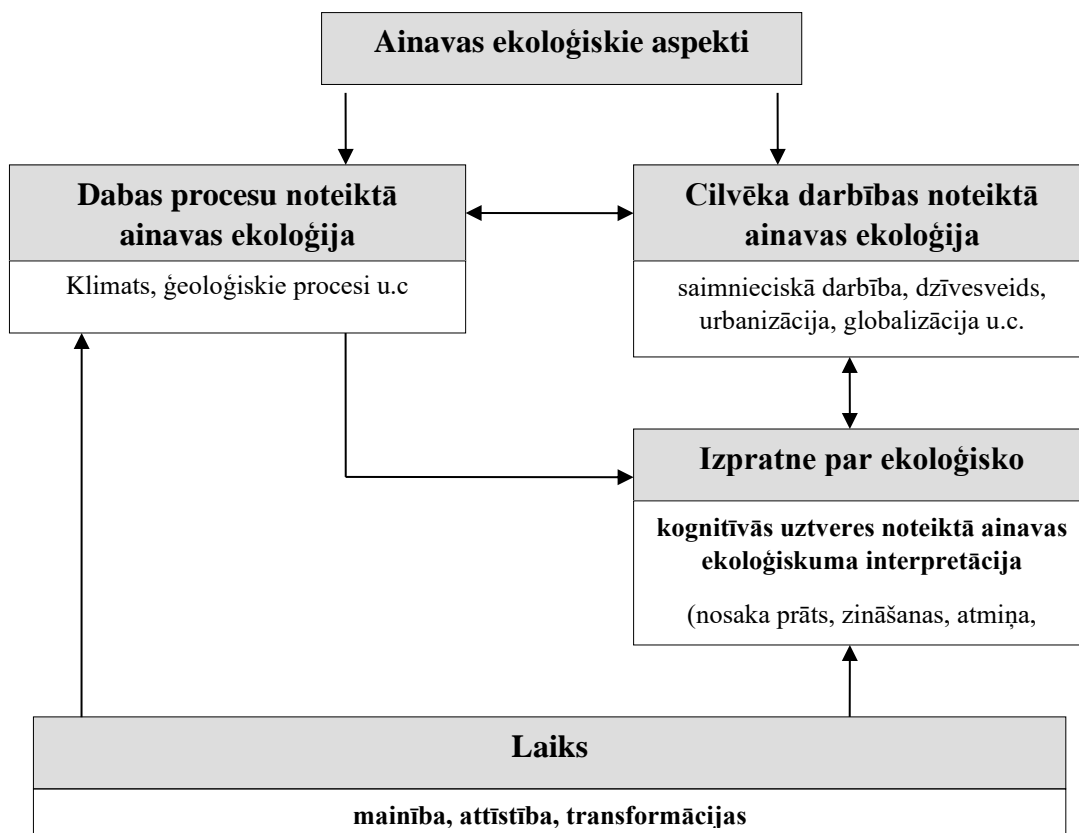 Ainavas ekoloģiskie aspekti
Dabas procesu noteiktā
ainavas ekoloģija
Klimats, ģeoloģiskie procesi u.c
Cilvēka darbības noteiktā
ainavas ekoloģija
saimnieciskā darbība, dzīvesveids,
urbanizācija, globalizācija u.c.
Izpratne par ekoloģisko
kognitīvās uztveres noteiktā ainavas
ekoloģiskuma interpretācija
(nosaka prāts, zināšanas, atmiņa,
Laiks
mainība, attīstība, transformācijas